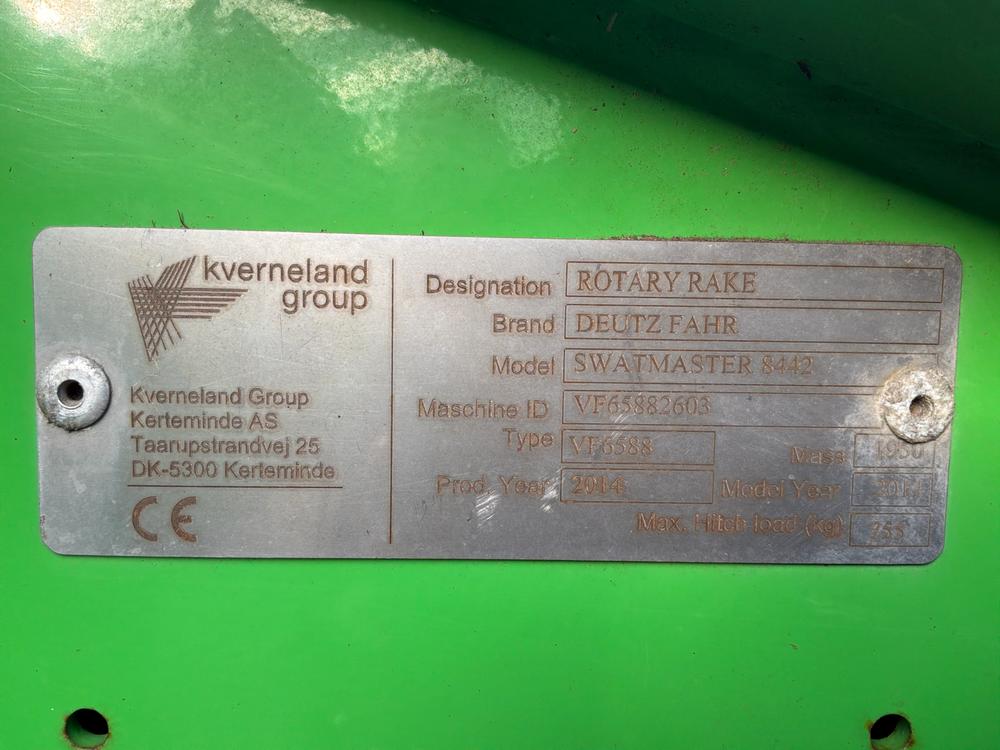 kverneland
group
Kverneland Group
Kerteminde AS
Taarupstrandvej 25
DK-5300 Kerteminde
CE
Designation ROTARY RAKE
Brand DEUTZ FAHR
Model SWATMASTER 8442
Maschine ID VF65882603
Type VF6588 Mass 1950
Prod. Year 2014 Model Year
Max. Hitch load (kg)